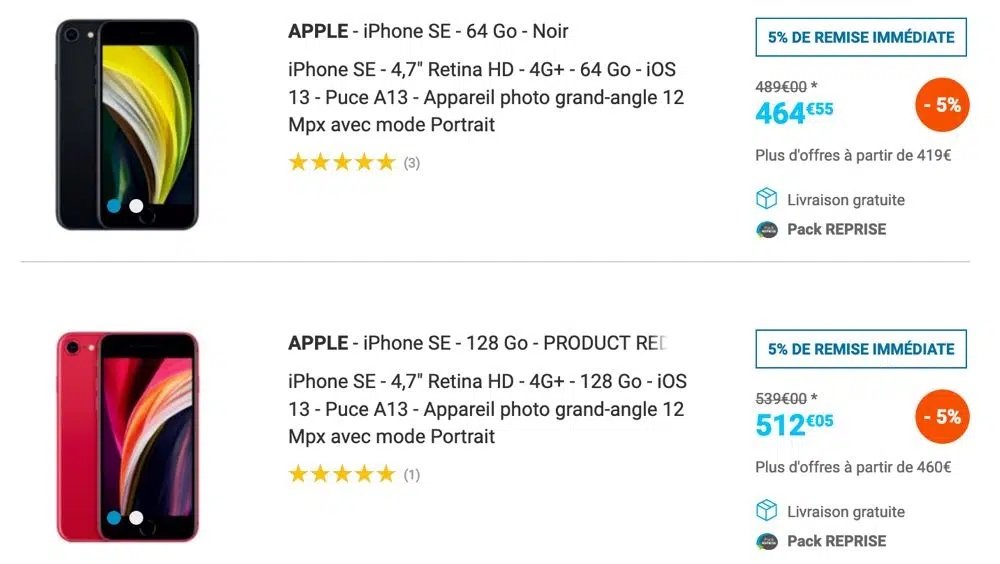 APPLE - iPhone SE - 64 Go - Noir
iPhone SE - 4,7" Retina HD - 4G+ - 64 Go - iOS
13 - Puce A13 - Appareil photo grand-angle 12
Mpx avec mode Portrait
(3)
5% DE REMISE IMMÉDIATE
489€00 *
464€55
- 5%
Plus d'offres à partir de 419€
Livraison gratuite
Pack REPRISE
APPLE - iPhone SE - 128 Go - PRODUCT RED
iPhone SE - 4,7" Retina HD - 4G+ - 128 Go - iOS
13 - Puce A13 - Appareil photo grand-angle 12
Mpx avec mode Portrait
(1)
5% DE REMISE IMMÉDIATE
539€00 *
512€05
- 5%
Plus d'offres à partir de 460€
Livraison gratuite
Pack REPRISE